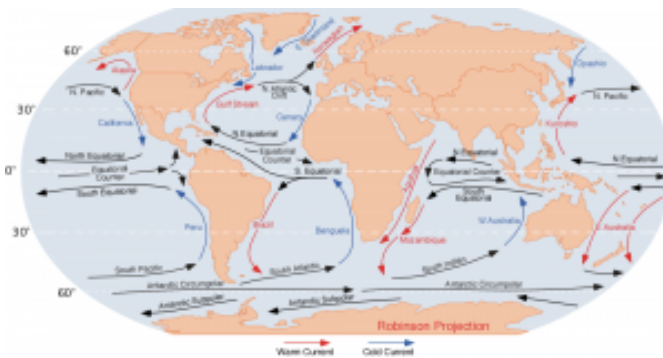 60°
30°
0°
30°
60°
Alaska
N. Pacific
California
North Equatorial
Equatorial
Counter
South Equatorial
Peru
South Pacific
E. Greenland
Norwegian
Labrador
N. Atlantic
Drift
Gulf Stream
Canary
N. Equatorial
Equatorial
Counter
S. Equatorial
Brazil
Benguela
South Atlantic
Antarctic Circumpolar
Antarctic Subpolar
Antarctic Subpolar
Mozambique
N. Equatorial
Equatorial Counter
South
Equatorial
W. Australia
South Indian
Antarctic Circumpolar
Oyashio
N. Pacific
Kuroshio
N. Equatorial
E. Australia
Robinson Projection
Warm Current
Cold Current